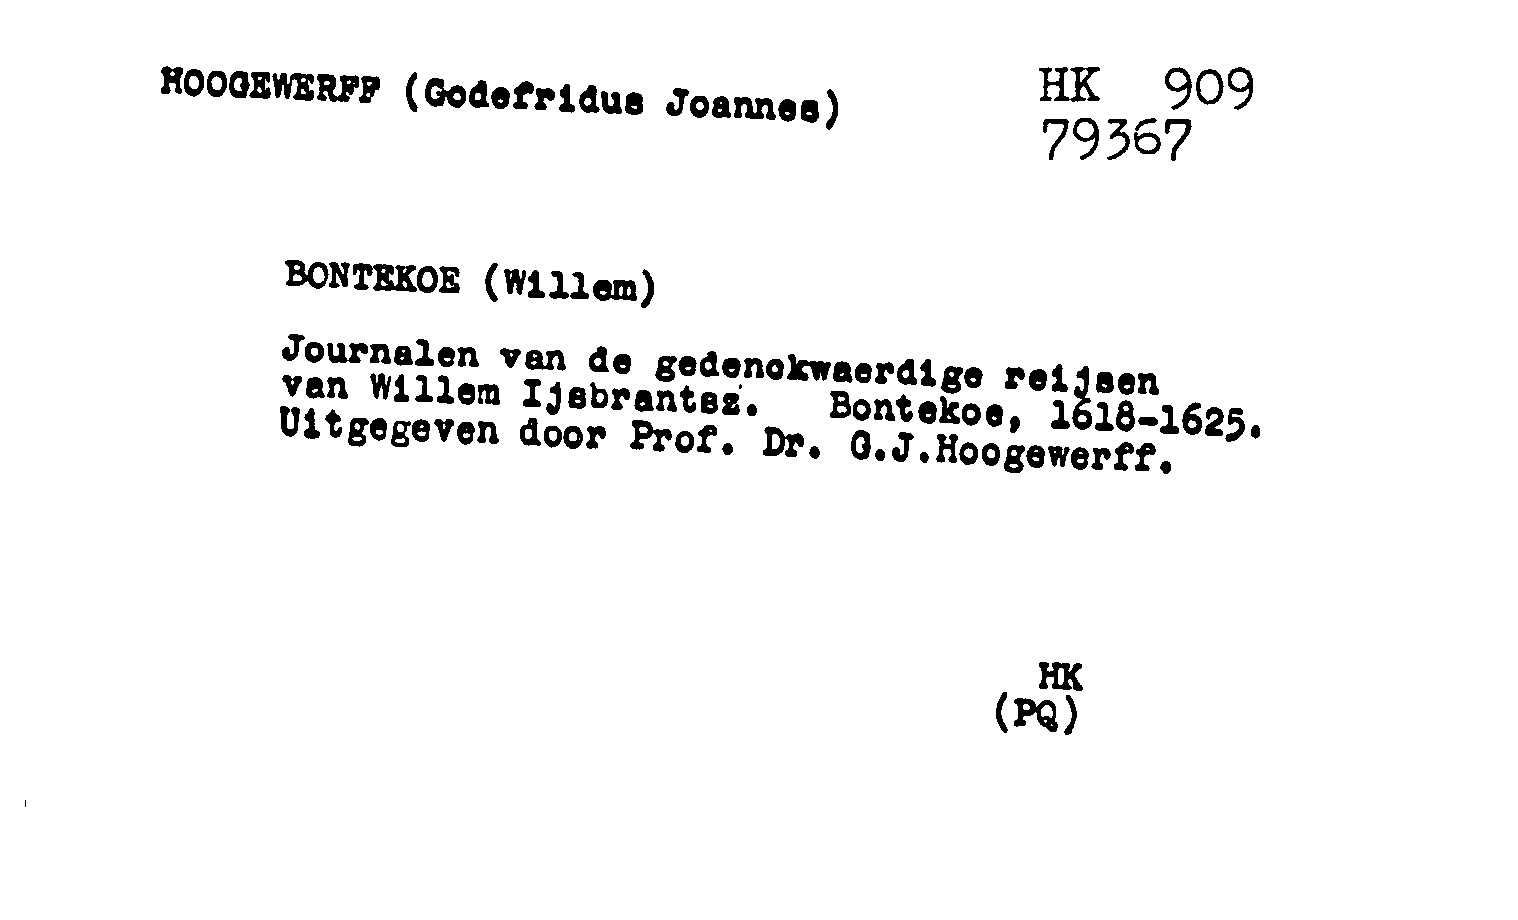 HOOGEWERFF (Godefridus Joannes) HK 909
79367
BONTEKOE (Willem)
Journalen van de gedenckwaerdige reijsen
van Willem Ijsbrantsz. Bontekoe, 1618-1625.
Uitgegeven door Prof. Dr. G.J.Hoogewerff.
HK
(PQ)